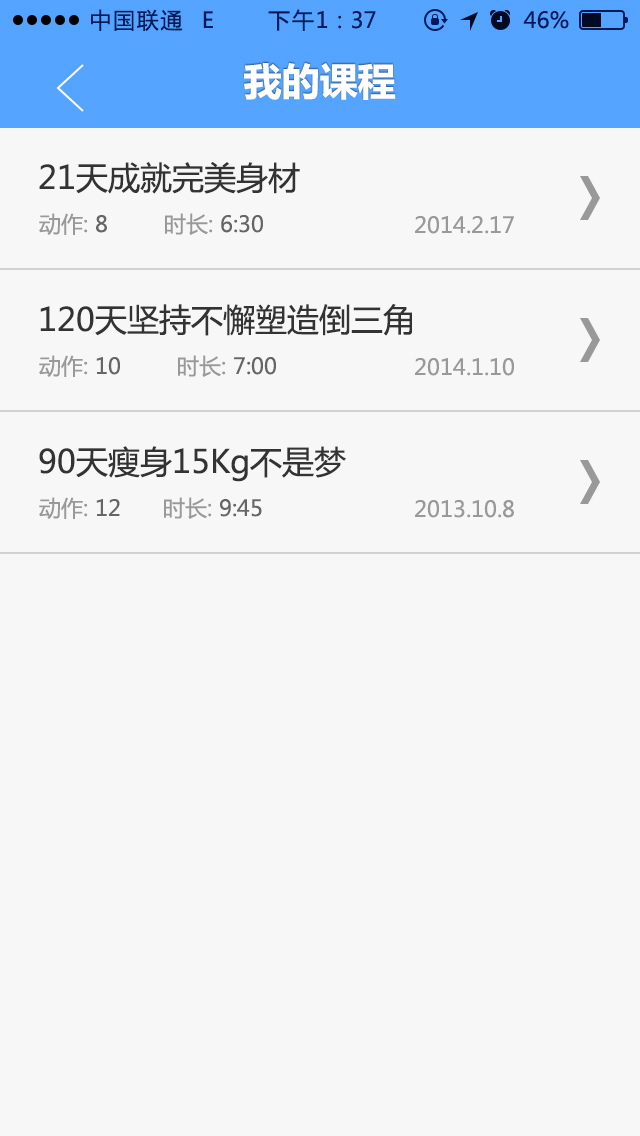 中国联通 E 下午1：37 46%
我的课程
21天成就完美身材
动作: 8 时长: 6:30 2014.2.17
120天坚持不懈塑造倒三角
动作: 10 时长: 7:00 2014.1.10
90天瘦身15Kg不是梦
动作: 12 时长: 9:45 2013.10.8